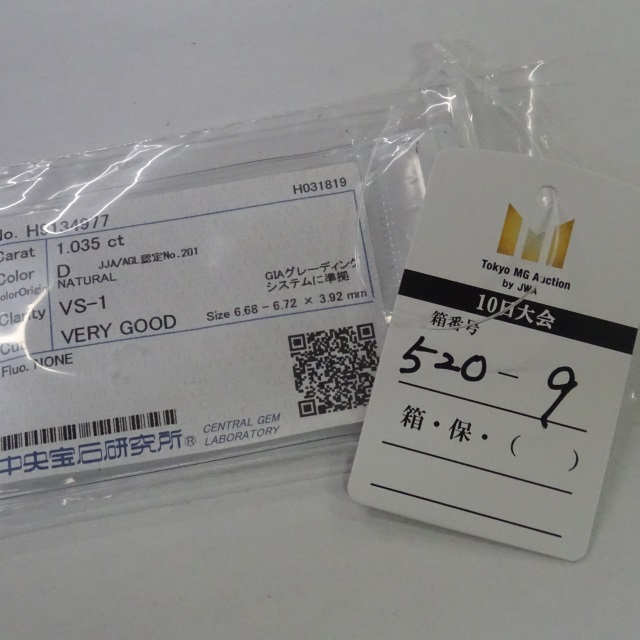 H031819
No. H
Carat 1.035 ct
Color D JJA/AGL認定No.201
Color Origin NATURAL
Clarity VS-1
GIAグレーディング
システムに準拠
VERY GOOD
Size 6.68 - 6.72 × 3.92 mm
Fluo. NONE
中央宝石研究所®
CENTRAL GEM
LABORATORY
Tokyo MG Auction
by JWA
10日大会
箱番号
520-9
箱・保・( )